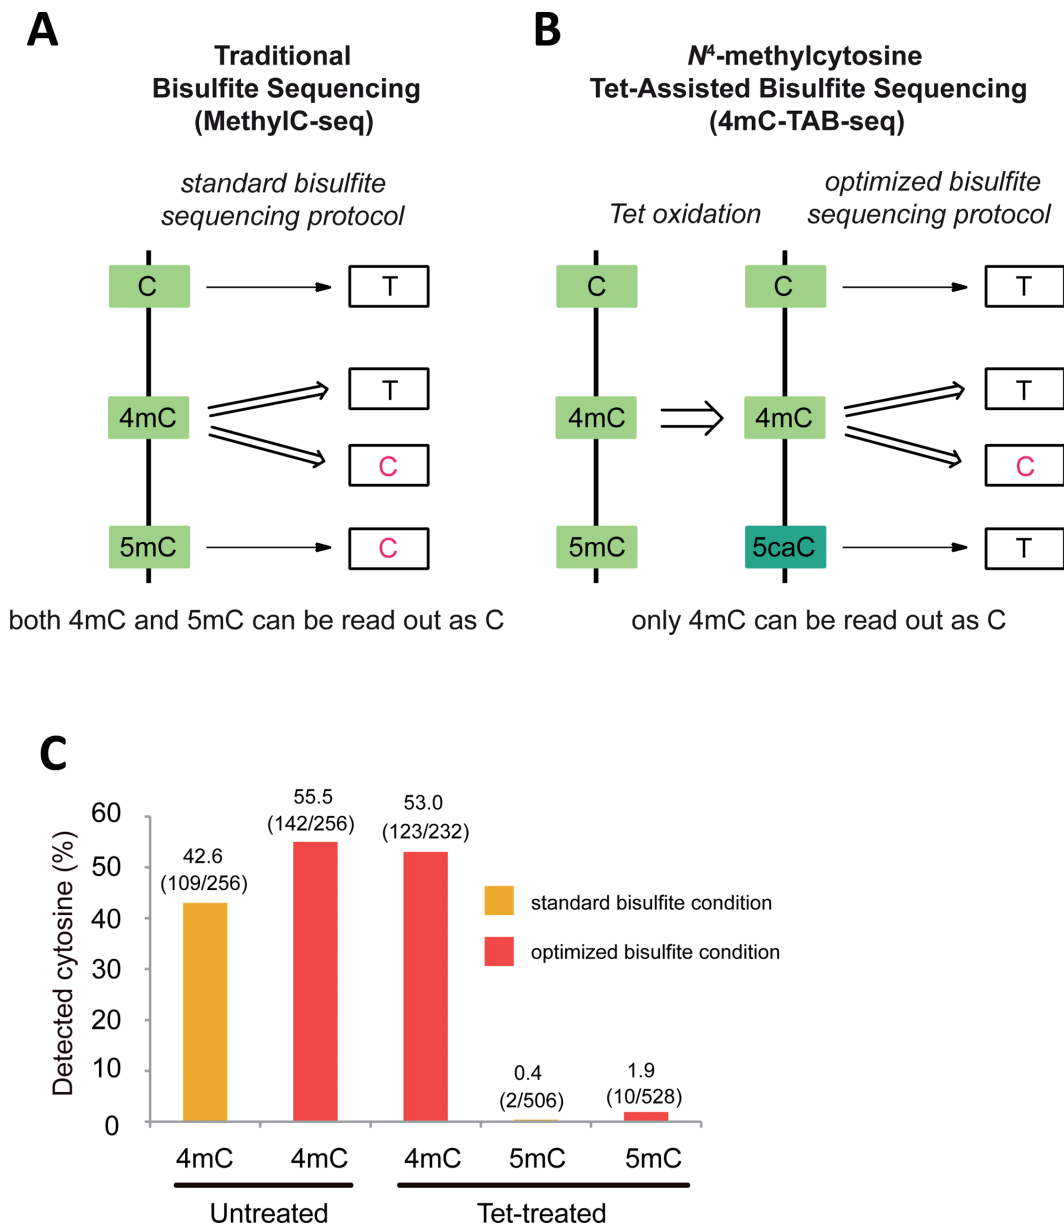 A
Traditional
Bisulfite Sequencing
(MethylC-seq)
standard bisulfite
sequencing protocol
C
T
4mC
T
C
5mC
C
both 4mC and 5mC can be read out as C
B
N⁴-methylcytosine
Tet-Assisted Bisulfite Sequencing
(4mC-TAB-seq)
Tet oxidation
optimized bisulfite
sequencing protocol
C
C
T
4mC
4mC
T
C
5mC
5caC
T
only 4mC can be read out as C
C
Detected cytosine (%)
60
50
40
30
20
10
0
42.6
(109/256)
55.5
(142/256)
53.0
(123/232)
0.4
(2/506)
1.9
(10/528)
standard bisulfite condition
optimized bisulfite condition
4mC
4mC
4mC
5mC
5mC
Untreated
Tet-treated